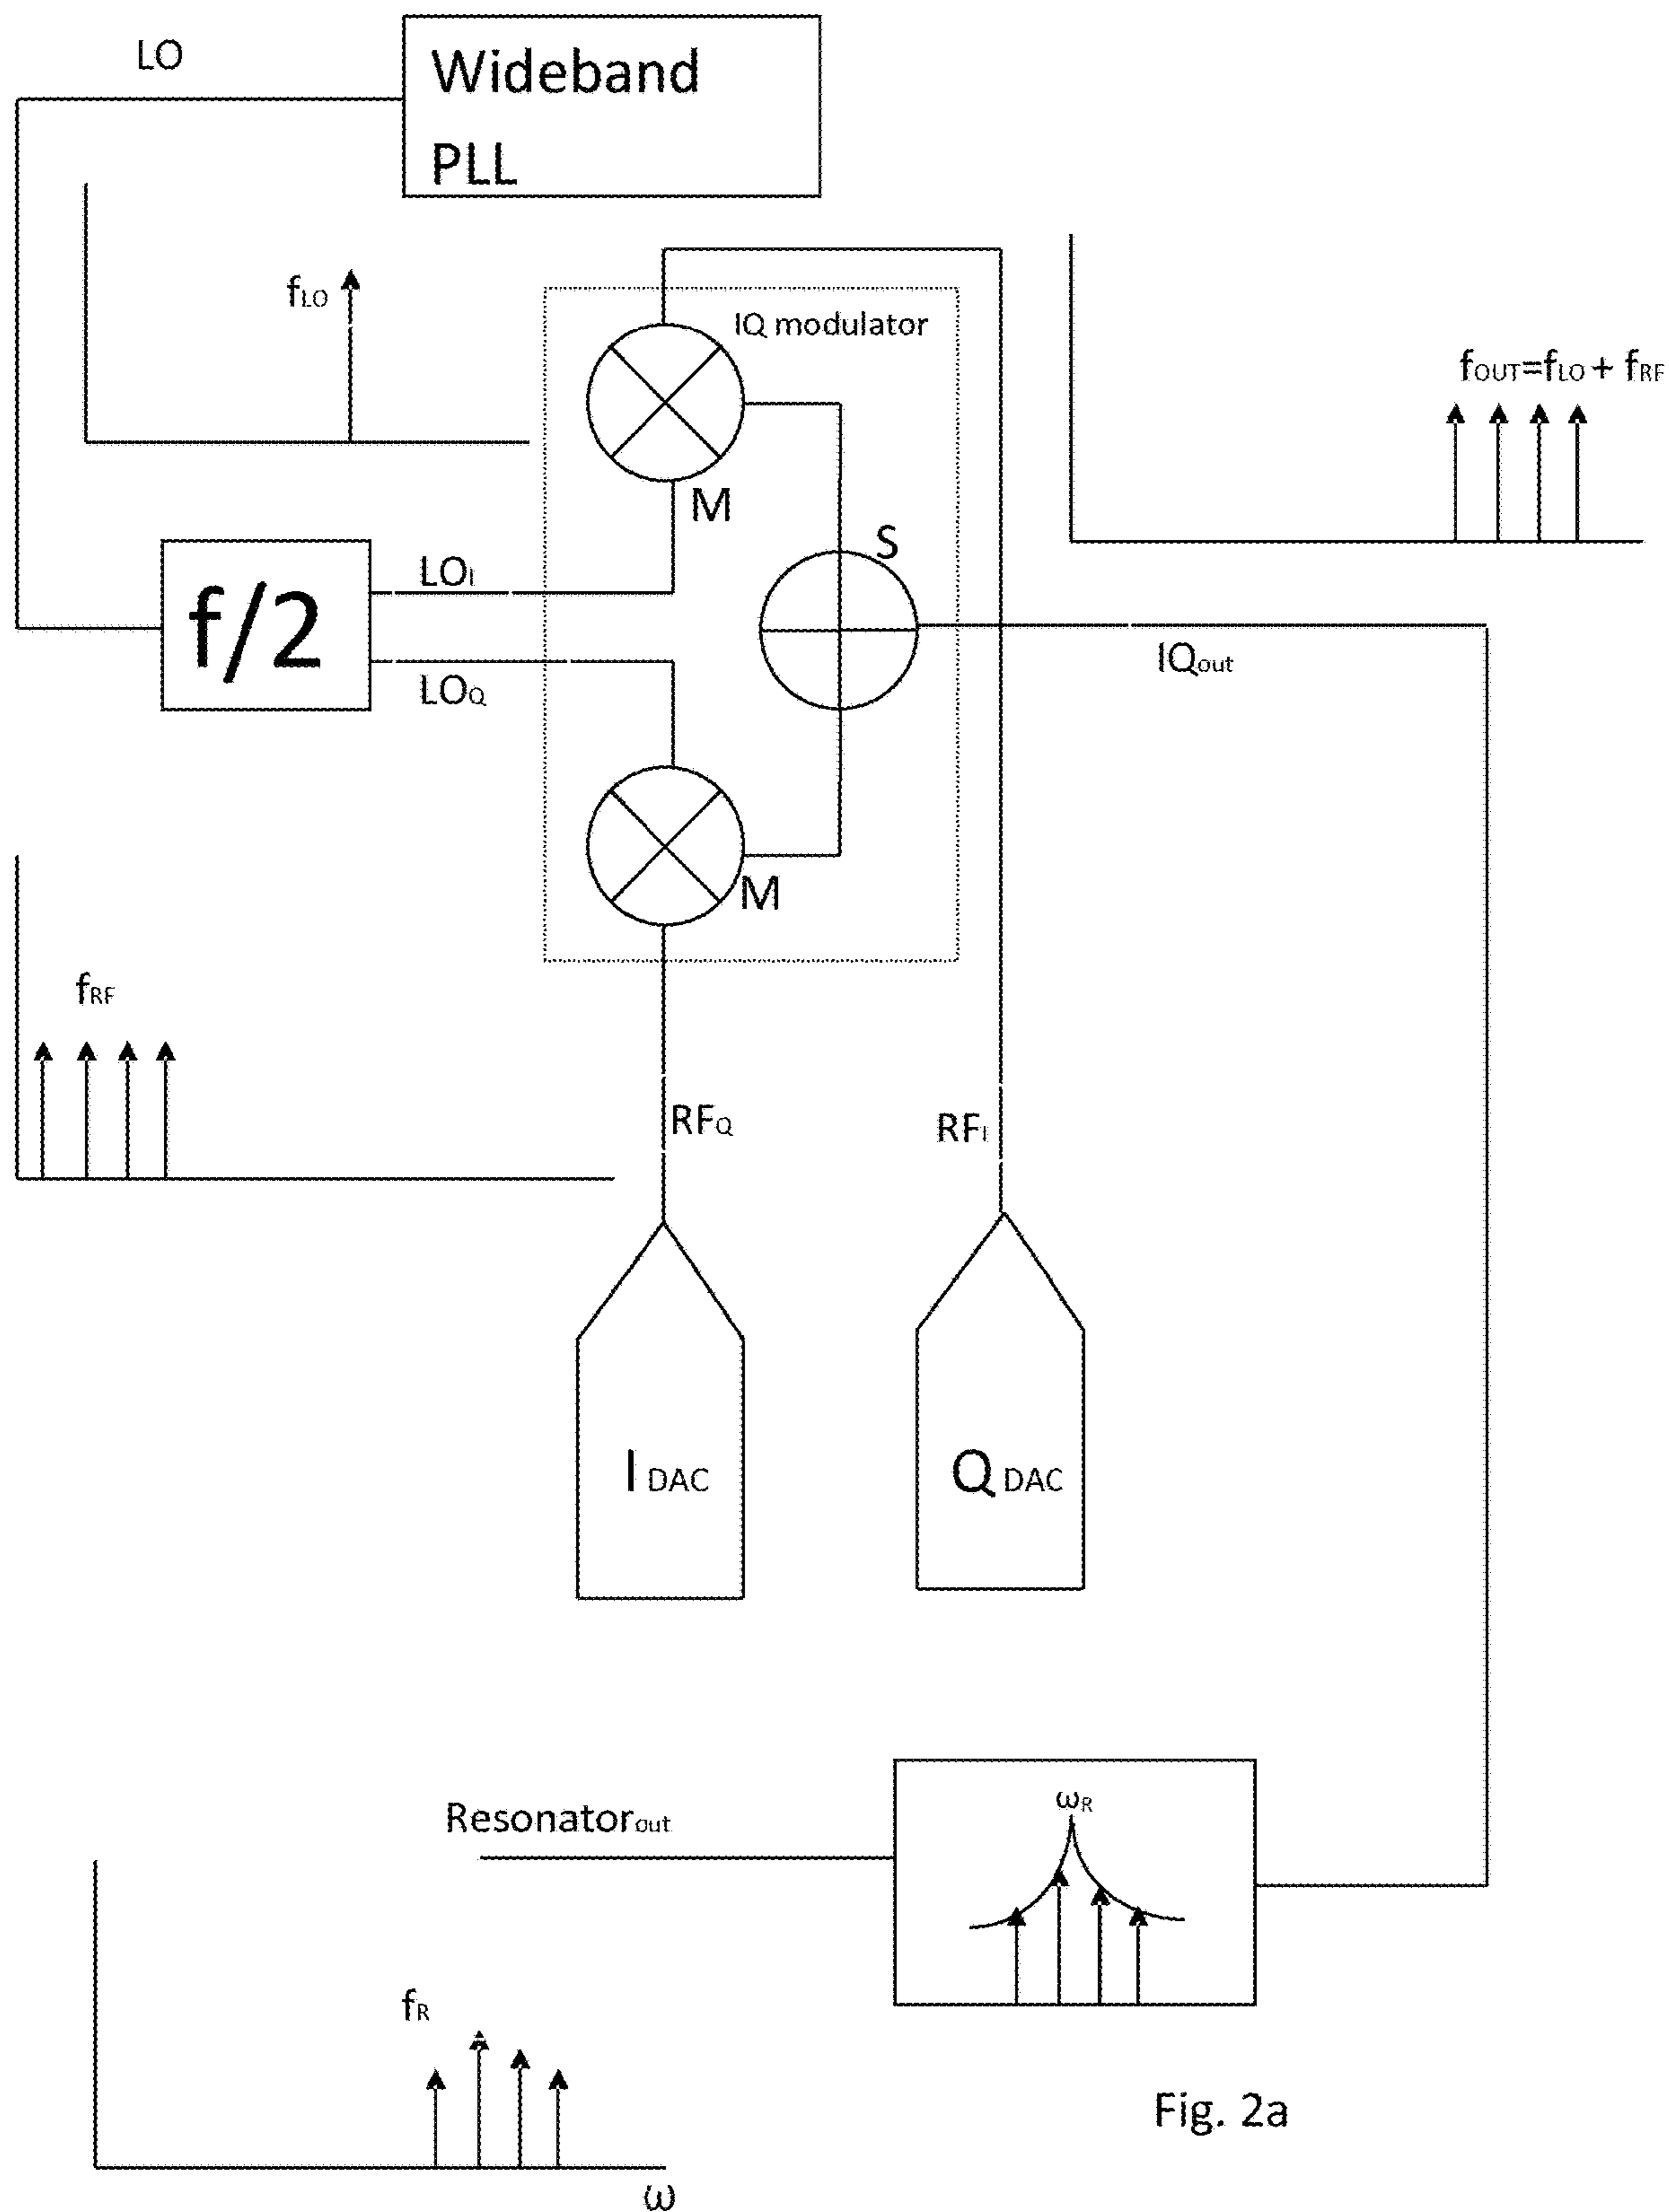 LO
Wideband
PLL
fLO
IQ modulator
fOUT=fLO + fRF
M
S
f/2
LOI
LOQ
IQout
M
fRF
RFQ
RFI
I DAC
Q DAC
ωR
Resonatorout
fR
Fig. 2a
ω